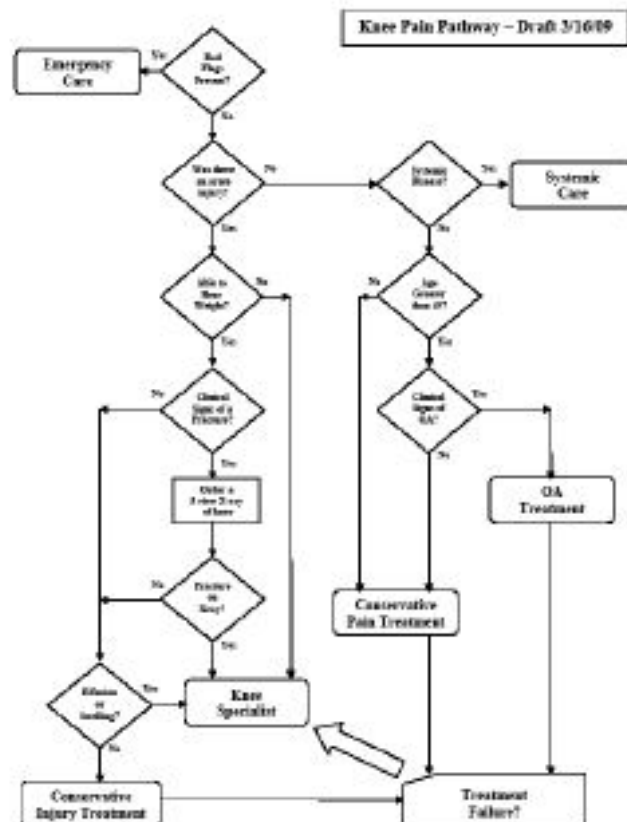 Knee Pain Pathway – Draft 3/16/09
Emergency
Care
Yes
Red
Flags
Present?
No
Was there
an acute
injury?
No
Systemic
Disease?
Yes
Systemic
Care
Yes
No
Able to
Bear
Weight?
No
No
Age
Greater
than
Yes
Yes
No
Clinical
Signs of a
Fracture?
Clinical
Signs of
OA?
Yes
Yes
No
Order a
view X-ray
of knee
OA
Treatment
No
Fracture
on
Xray?
Conservative
Pain Treatment
Yes
Effusion
or
Swelling?
Yes
Knee
Specialist
No
Conservative
Injury Treatment
Treatment
Failure?